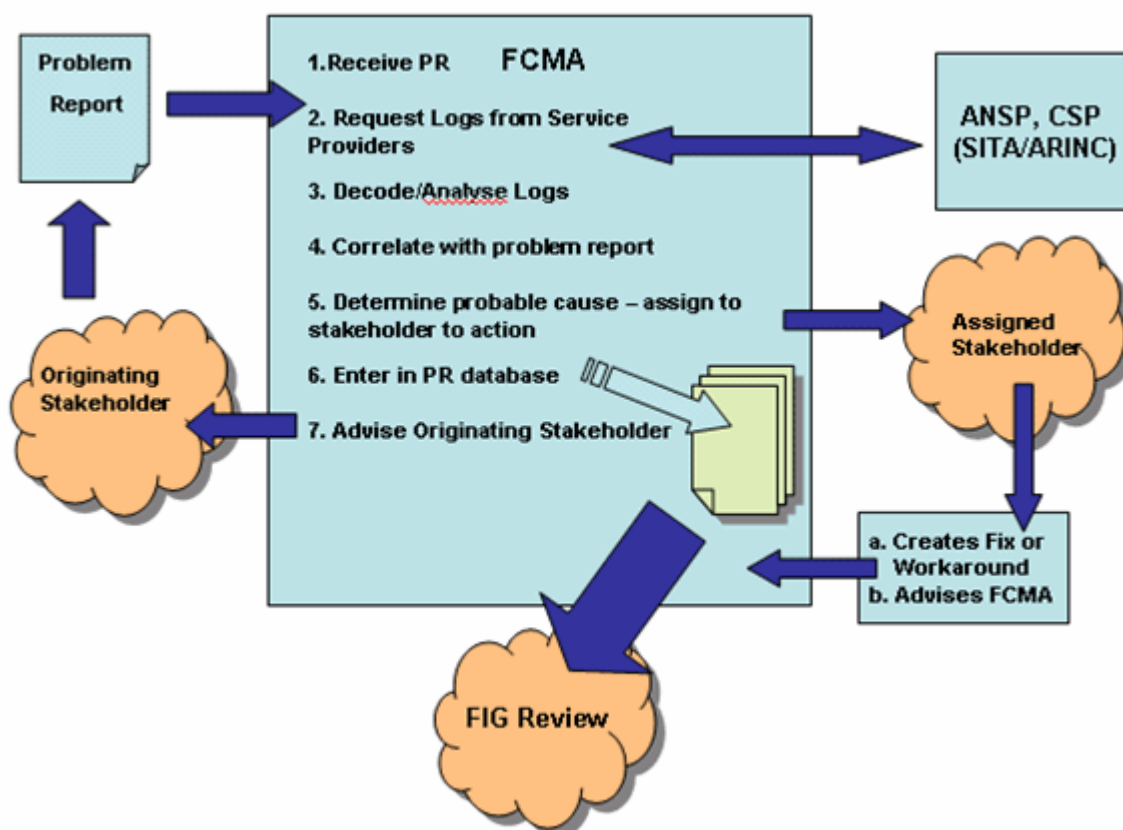 Problem
Report
1.Receive PR FCMA
2. Request Logs from Service
Providers
3. Decode/Analyse Logs
4. Correlate with problem report
5. Determine probable cause – assign to
stakeholder to action
6. Enter in PR database
7. Advise Originating Stakeholder
ANSP, CSP
(SITA/ARINC)
Assigned
Stakeholder
Originating
Stakeholder
a. Creates Fix or
Workaround
b. Advises FCMA
FIG Review